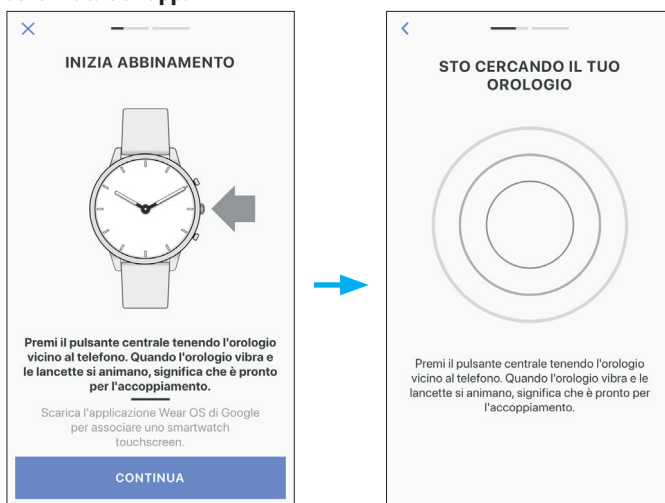 INIZIA ABBINAMENTO
Premi il pulsante centrale tenendo l'orologio
vicino al telefono. Quando l'orologio vibra e
le lancette si animano, significa che è pronto
per l'accoppiamento.
Scarica l'applicazione Wear OS di Google
per associare uno smartwatch
touchscreen.
CONTINUA
STO CERCANDO IL TUO
OROLOGIO
Premi il pulsante centrale tenendo l'orologio
vicino al telefono. Quando l'orologio vibra e le
lancette si animano, significa che è pronto per
l'accoppiamento.